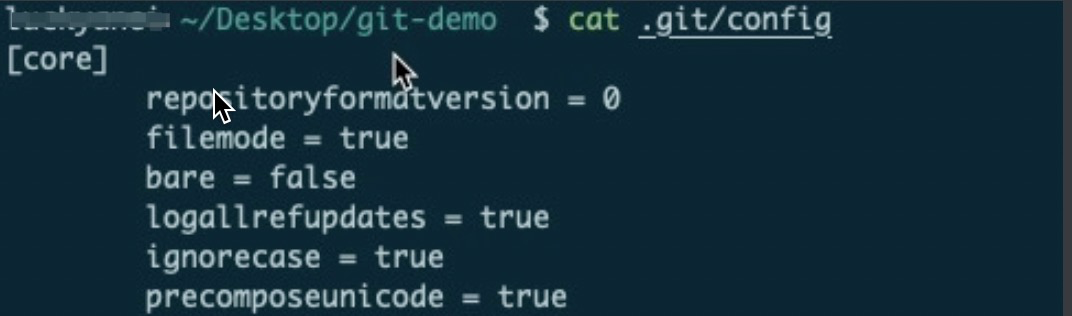 ~/Desktop/git-demo $ cat .git/config
[core]
repositoryformatversion = 0
filemode = true
bare = false
logallrefupdates = true
ignorecase = true
precomposeunicode = true